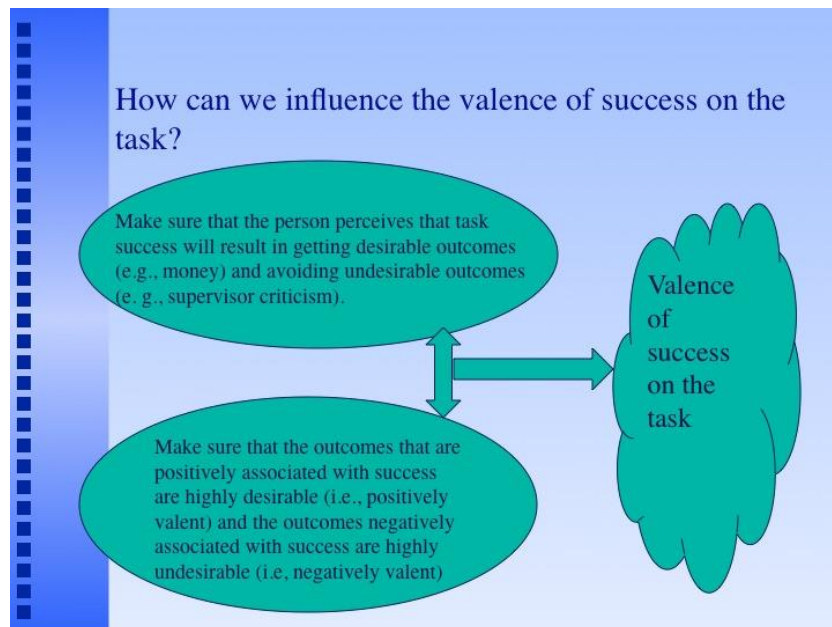 How can we influence the valence of success on the
task?
Make sure that the person perceives that task
success will result in getting desirable outcomes
(e.g., money) and avoiding undesirable outcomes
(e. g., supervisor criticism).
Valence
of
success
on the
task
Make sure that the outcomes that are
positively associated with success
are highly desirable (i.e., positively
valent) and the outcomes negatively
associated with success are highly
undesirable (i.e, negatively valent)